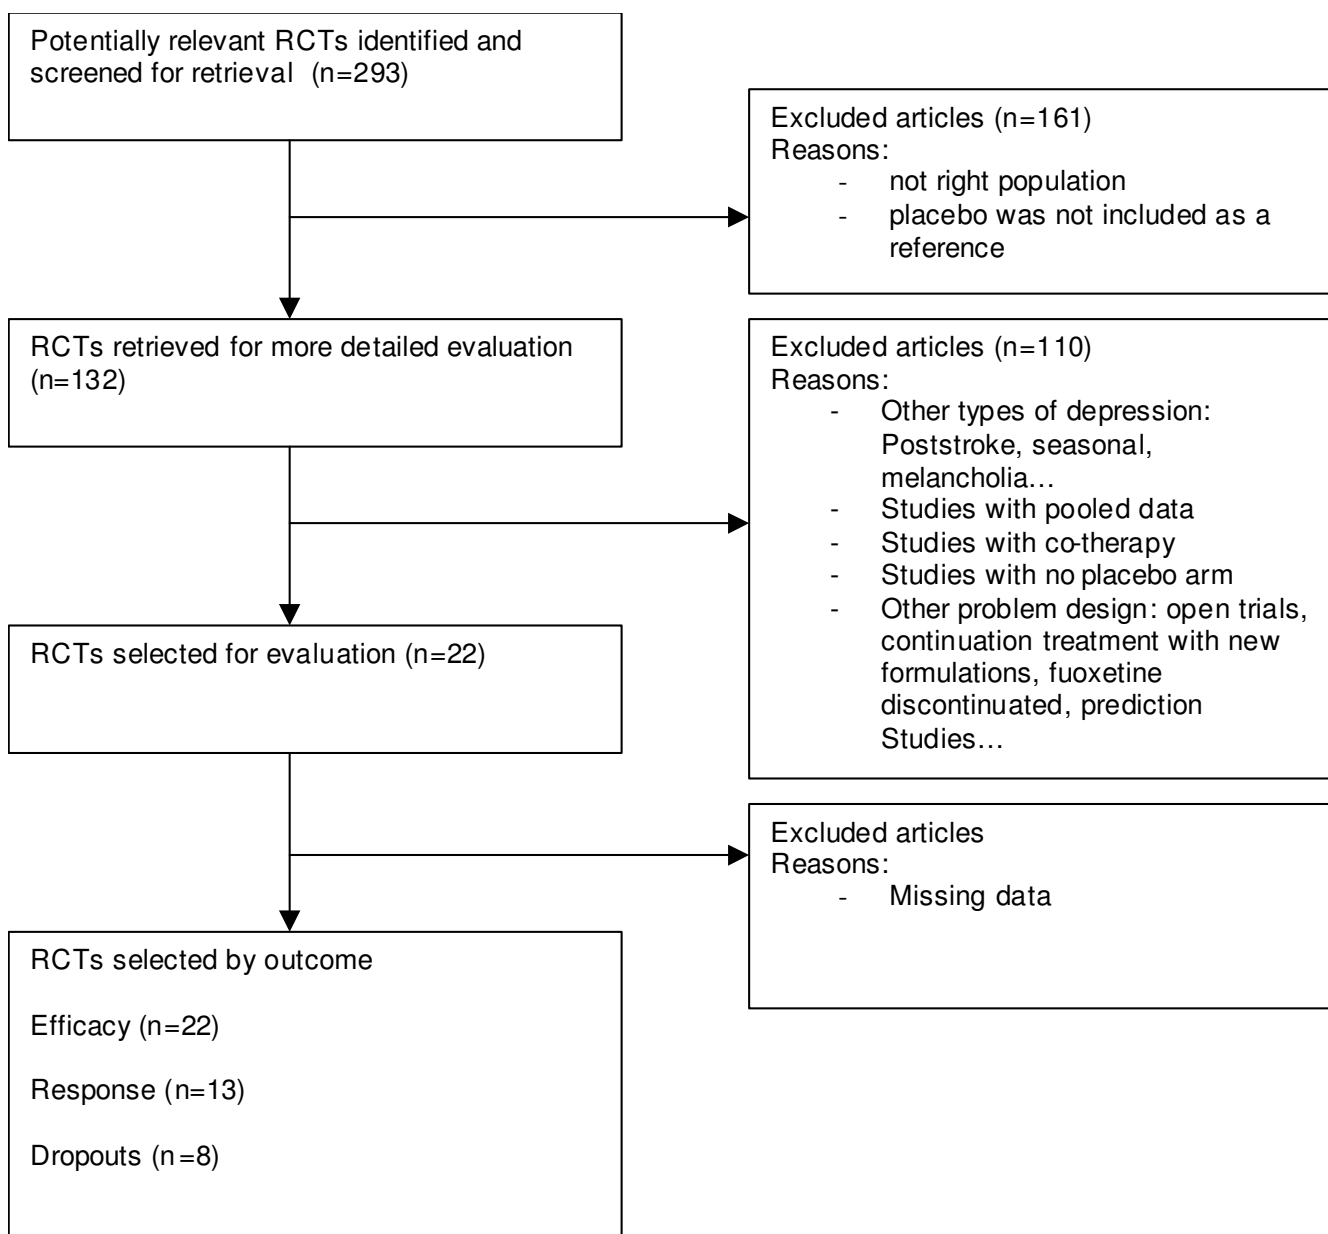 Potentially relevant RCTs identified and
screened for retrieval (n=293)
Excluded articles (n=161)
Reasons:
- not right population
- placebo was not included as a
reference
RCTs retrieved for more detailed evaluation
(n=132)
Excluded articles (n=110)
Reasons:
- Other types of depression:
Poststroke, seasonal,
melancholia…
- Studies with pooled data
- Studies with co-therapy
- Studies with no placebo arm
- Other problem design: open trials,
continuation treatment with new
formulations, fuoxetine
discontinuated, prediction
Studies…
RCTs selected for evaluation (n=22)
Excluded articles
Reasons:
- Missing data
RCTs selected by outcome
Efficacy (n=22)
Response (n=13)
Dropouts (n=8)